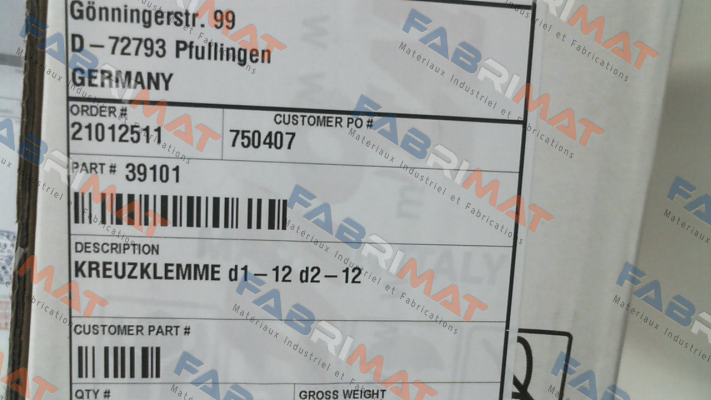 Gönningerstr. 99
D-72793 Pfullingen
GERMANY
ORDER #
21012511
CUSTOMER PO #
750407
PART # 39101
DESCRIPTION
KREUZKLEMME d1-12 d2-12
CUSTOMER PART #
QTY #
GROSS WEIGHT
FABRIMAT
Materiaux Industriel et Fabrications